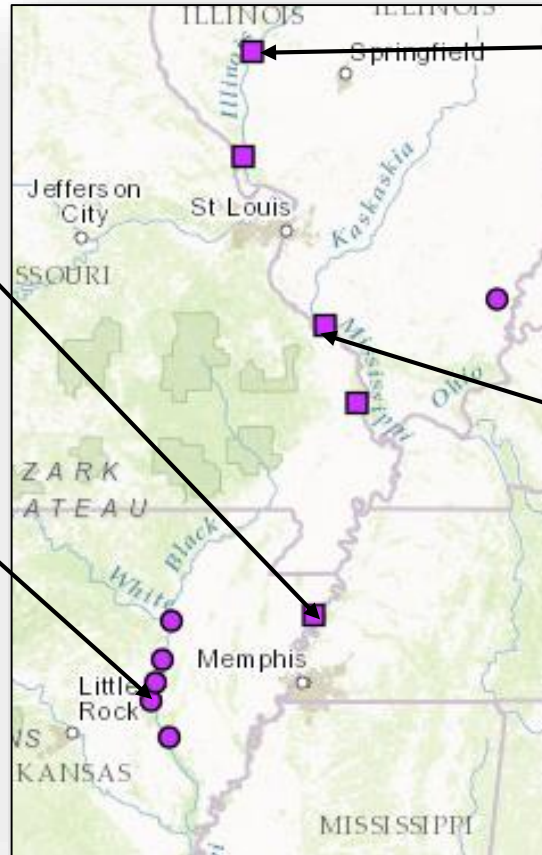 ILLINOIS
ILLINOIS
Springfield
Illinois
Kaskaskia
Jefferson
City
St Louis
SSOURI
Mississippi
Ohio
ZARK
ATEAU
Black
White
Memphis
Little
Rock
NS
KANSAS
MISSISSIPPI